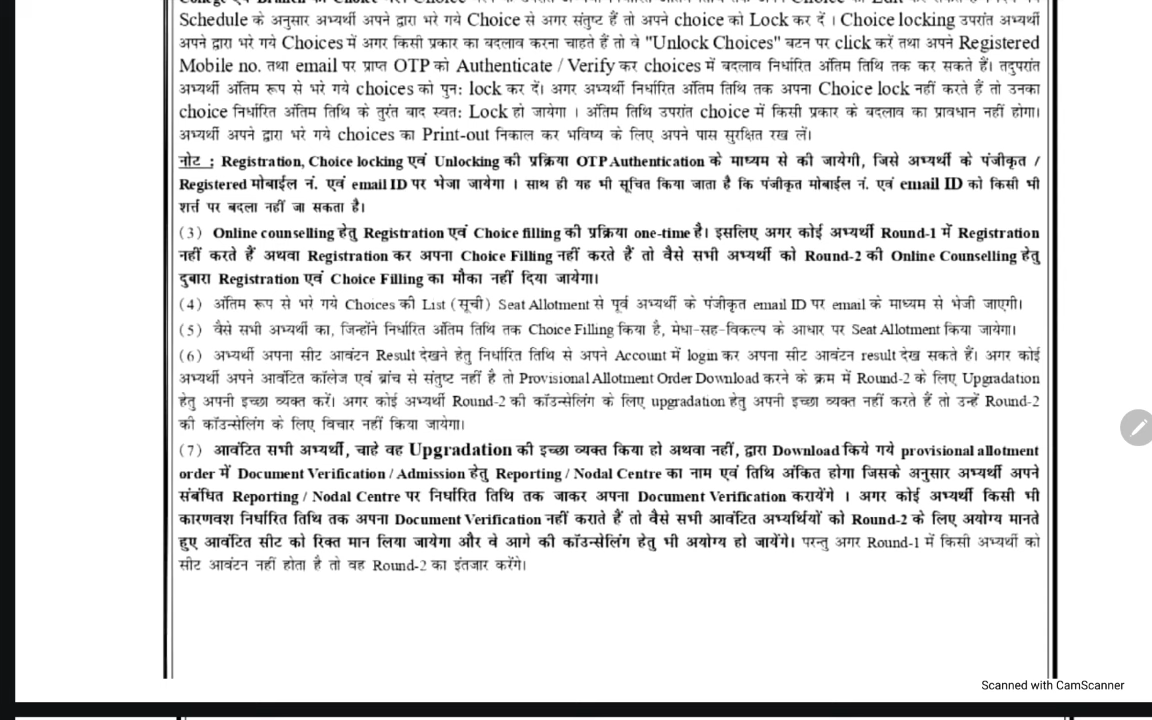 Schedule के अनुसार अभ्यर्थी अपने द्वारा भरे गये Choice से अगर संतुष्ट हैं तो अपने choice को Lock कर दें । Choice locking उपरांत अभ्यर्थी
अपने द्वारा भरे गये Choices में अगर किसी प्रकार का बदलाव करना चाहते हैं तो वे "Unlock Choices" बटन पर click करें तथा अपने Registered
Mobile no. तथा email पर प्राप्त OTP को Authenticate / Verify कर choices में बदलाव निर्धारित अंतिम तिथि तक कर सकते हैं। तदुपरांत
अभ्यर्थी अंतिम रूप से भरे गये choices को पुन: lock कर दें। अगर अभ्यर्थी निर्धारित अंतिम तिथि तक अपना Choice lock नहीं करते हैं तो उनका
choice निर्धारित अंतिम तिथि के तुरंत बाद स्वत: Lock हो जायेगा । अंतिम तिथि उपरांत choice में किसी प्रकार के बदलाव का प्रावधान नहीं होगा।
अभ्यर्थी अपने द्वारा भरे गये choices का Print-out निकाल कर भविष्य के लिए अपने पास सुरक्षित रख लें।
नोट : Registration, Choice locking एवं Unlocking की प्रक्रिया OTP Authentication के माध्यम से की जायेगी, जिसे अभ्यर्थी के पंजीकृत /
Registered मोबाईल नं. एवं email ID पर भेजा जायेगा । साथ ही यह भी सूचित किया जाता है कि पंजीकृत मोबाईल नं. एवं email ID को किसी भी
शर्त्त पर बदला नहीं जा सकता है।
(3) Online counselling हेतु Registration एवं Choice filling की प्रक्रिया one-time है। इसलिए अगर कोई अभ्यर्थी Round-1 में Registration
नहीं करते हैं अथवा Registration कर अपना Choice Filling नहीं करते हैं तो वैसे सभी अभ्यर्थी को Round-2 की Online Counselling हेतु
दुबारा Registration एवं Choice Filling का मौका नहीं दिया जायेगा।
(4) अंतिम रूप से भरे गये Choices की List (सूची) Seat Allotment से पूर्व अभ्यर्थी के पंजीकृत email ID पर email के माध्यम से भेजी जाएगी।
(5) वैसे सभी अभ्यर्थी का, जिन्होंने निर्धारित अंतिम तिथि तक Choice Filling किया है, मेधा-सह-विकल्प के आधार पर Seat Allotment किया जायेगा।
(6) अभ्यर्थी अपना सीट आवंटन Result देखने हेतु निर्धारित तिथि से अपने Account में login कर अपना सीट आवंटन result देख सकते हैं। अगर कोई
अभ्यर्थी अपने आवंटित कॉलेज एवं ब्रांच से संतुष्ट नहीं है तो Provisional Allotment Order Download करने के क्रम में Round-2 के लिए Upgradation
हेतु अपनी इच्छा व्यक्त करें। अगर कोई अभ्यर्थी Round-2 की कॉउन्सेलिंग के लिए upgradation हेतु अपनी इच्छा व्यक्त नहीं करते हैं तो उन्हें Round-2
की कॉउन्सेलिंग के लिए विचार नहीं किया जायेगा।
(7) आवंटित सभी अभ्यर्थी, चाहे वह Upgradation की इच्छा व्यक्त किया हो अथवा नहीं, द्वारा Download किये गये provisional allotment
order में Document Verification / Admission हेतु Reporting / Nodal Centre का नाम एवं तिथि अंकित होगा जिसके अनुसार अभ्यर्थी अपने
संबंधित Reporting / Nodal Centre पर निर्धारित तिथि तक जाकर अपना Document Verification करायेंगे । अगर कोई अभ्यर्थी किसी भी
कारणवश निर्धारित तिथि तक अपना Document Verification नहीं कराते हैं तो वैसे सभी आवंटित अभ्यर्थियों को Round-2 के लिए अयोग्य मानते
हुए आवंटित सीट को रिक्त मान लिया जायेगा और वे आगे की कॉउन्सेलिंग हेतु भी अयोग्य हो जायेंगे। परन्तु अगर Round-1 में किसी अभ्यर्थी को
सीट आवंटन नहीं होता है तो वह Round-2 का इंतजार करेंगे।
Scanned with CamScanner